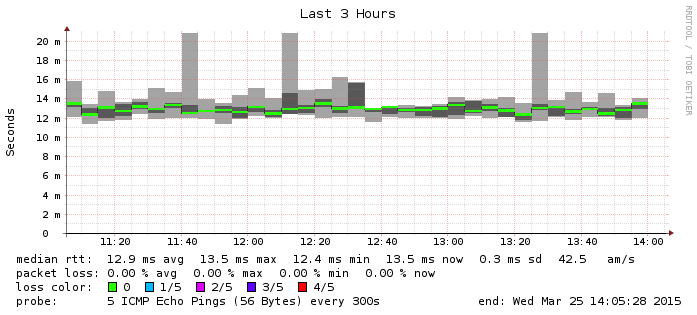 Last 3 Hours
RRDTOOL / TOBI OETIKER
Seconds
20 m
18 m
16 m
14 m
12 m
10 m
8 m
6 m
4 m
2 m
0
11:20 11:40 12:00 12:20 12:40 13:00 13:20 13:40 14:00
median rtt: 12.9 ms avg 13.5 ms max 12.4 ms min 13.5 ms now 0.3 ms sd 42.5 am/s
packet loss: 0.00 % avg 0.00 % max 0.00 % min 0.00 % now
loss color: 0 1/5 2/5 3/5 4/5
probe: 5 ICMP Echo Pings (56 Bytes) every 300s end: Wed Mar 25 14:05:28 2015